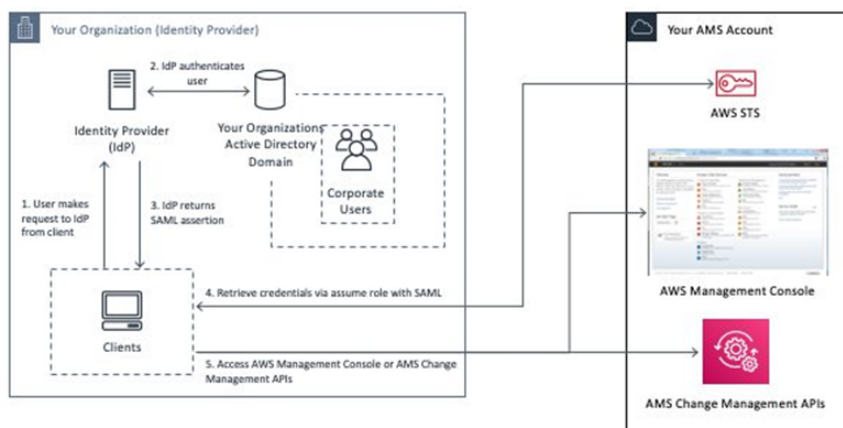 Your Organization (Identity Provider)
2. IdP authenticates
user
Identity Provider
(IdP)
Your Organizations
Active Directory
Domain
Corporate
Users
1. User makes
request to IdP
from client
3. IdP returns
SAML assertion
4. Retrieve credentials via assume role with SAML
Clients
5. Access AWS Management Console or AMS Change
Management APIs
Your AMS Account
AWS STS
AWS Management Console
AMS Change Management APIs